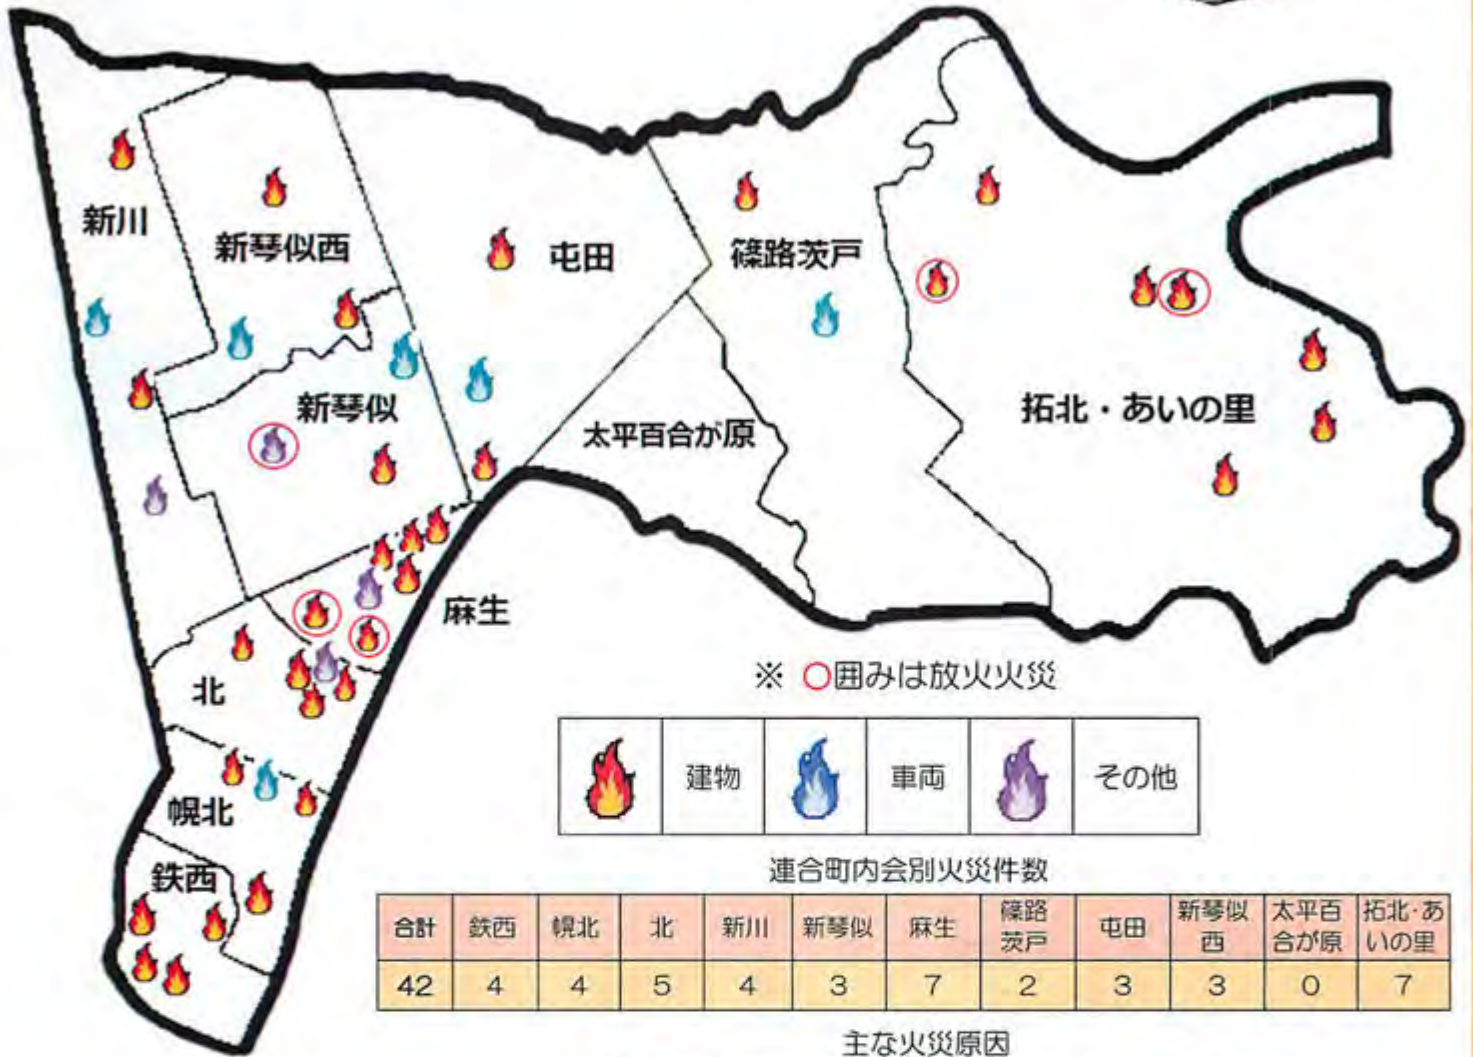 新川
新琴似西
屯田
篠路茨戸
新琴似
太平百合が原
拓北・あいの里
麻生
北
幌北
鉄西
※ ○囲みは放火火災
建物 車両 その他
連合町内会別火災件数
合計 鉄西 幌北 北 新川 新琴似 麻生 篠路茨戸 屯田 新琴似西 太平百合が原 拓北・あいの里
42 4 4 5 4 3 7 2 3 3 0 7
主な火災原因